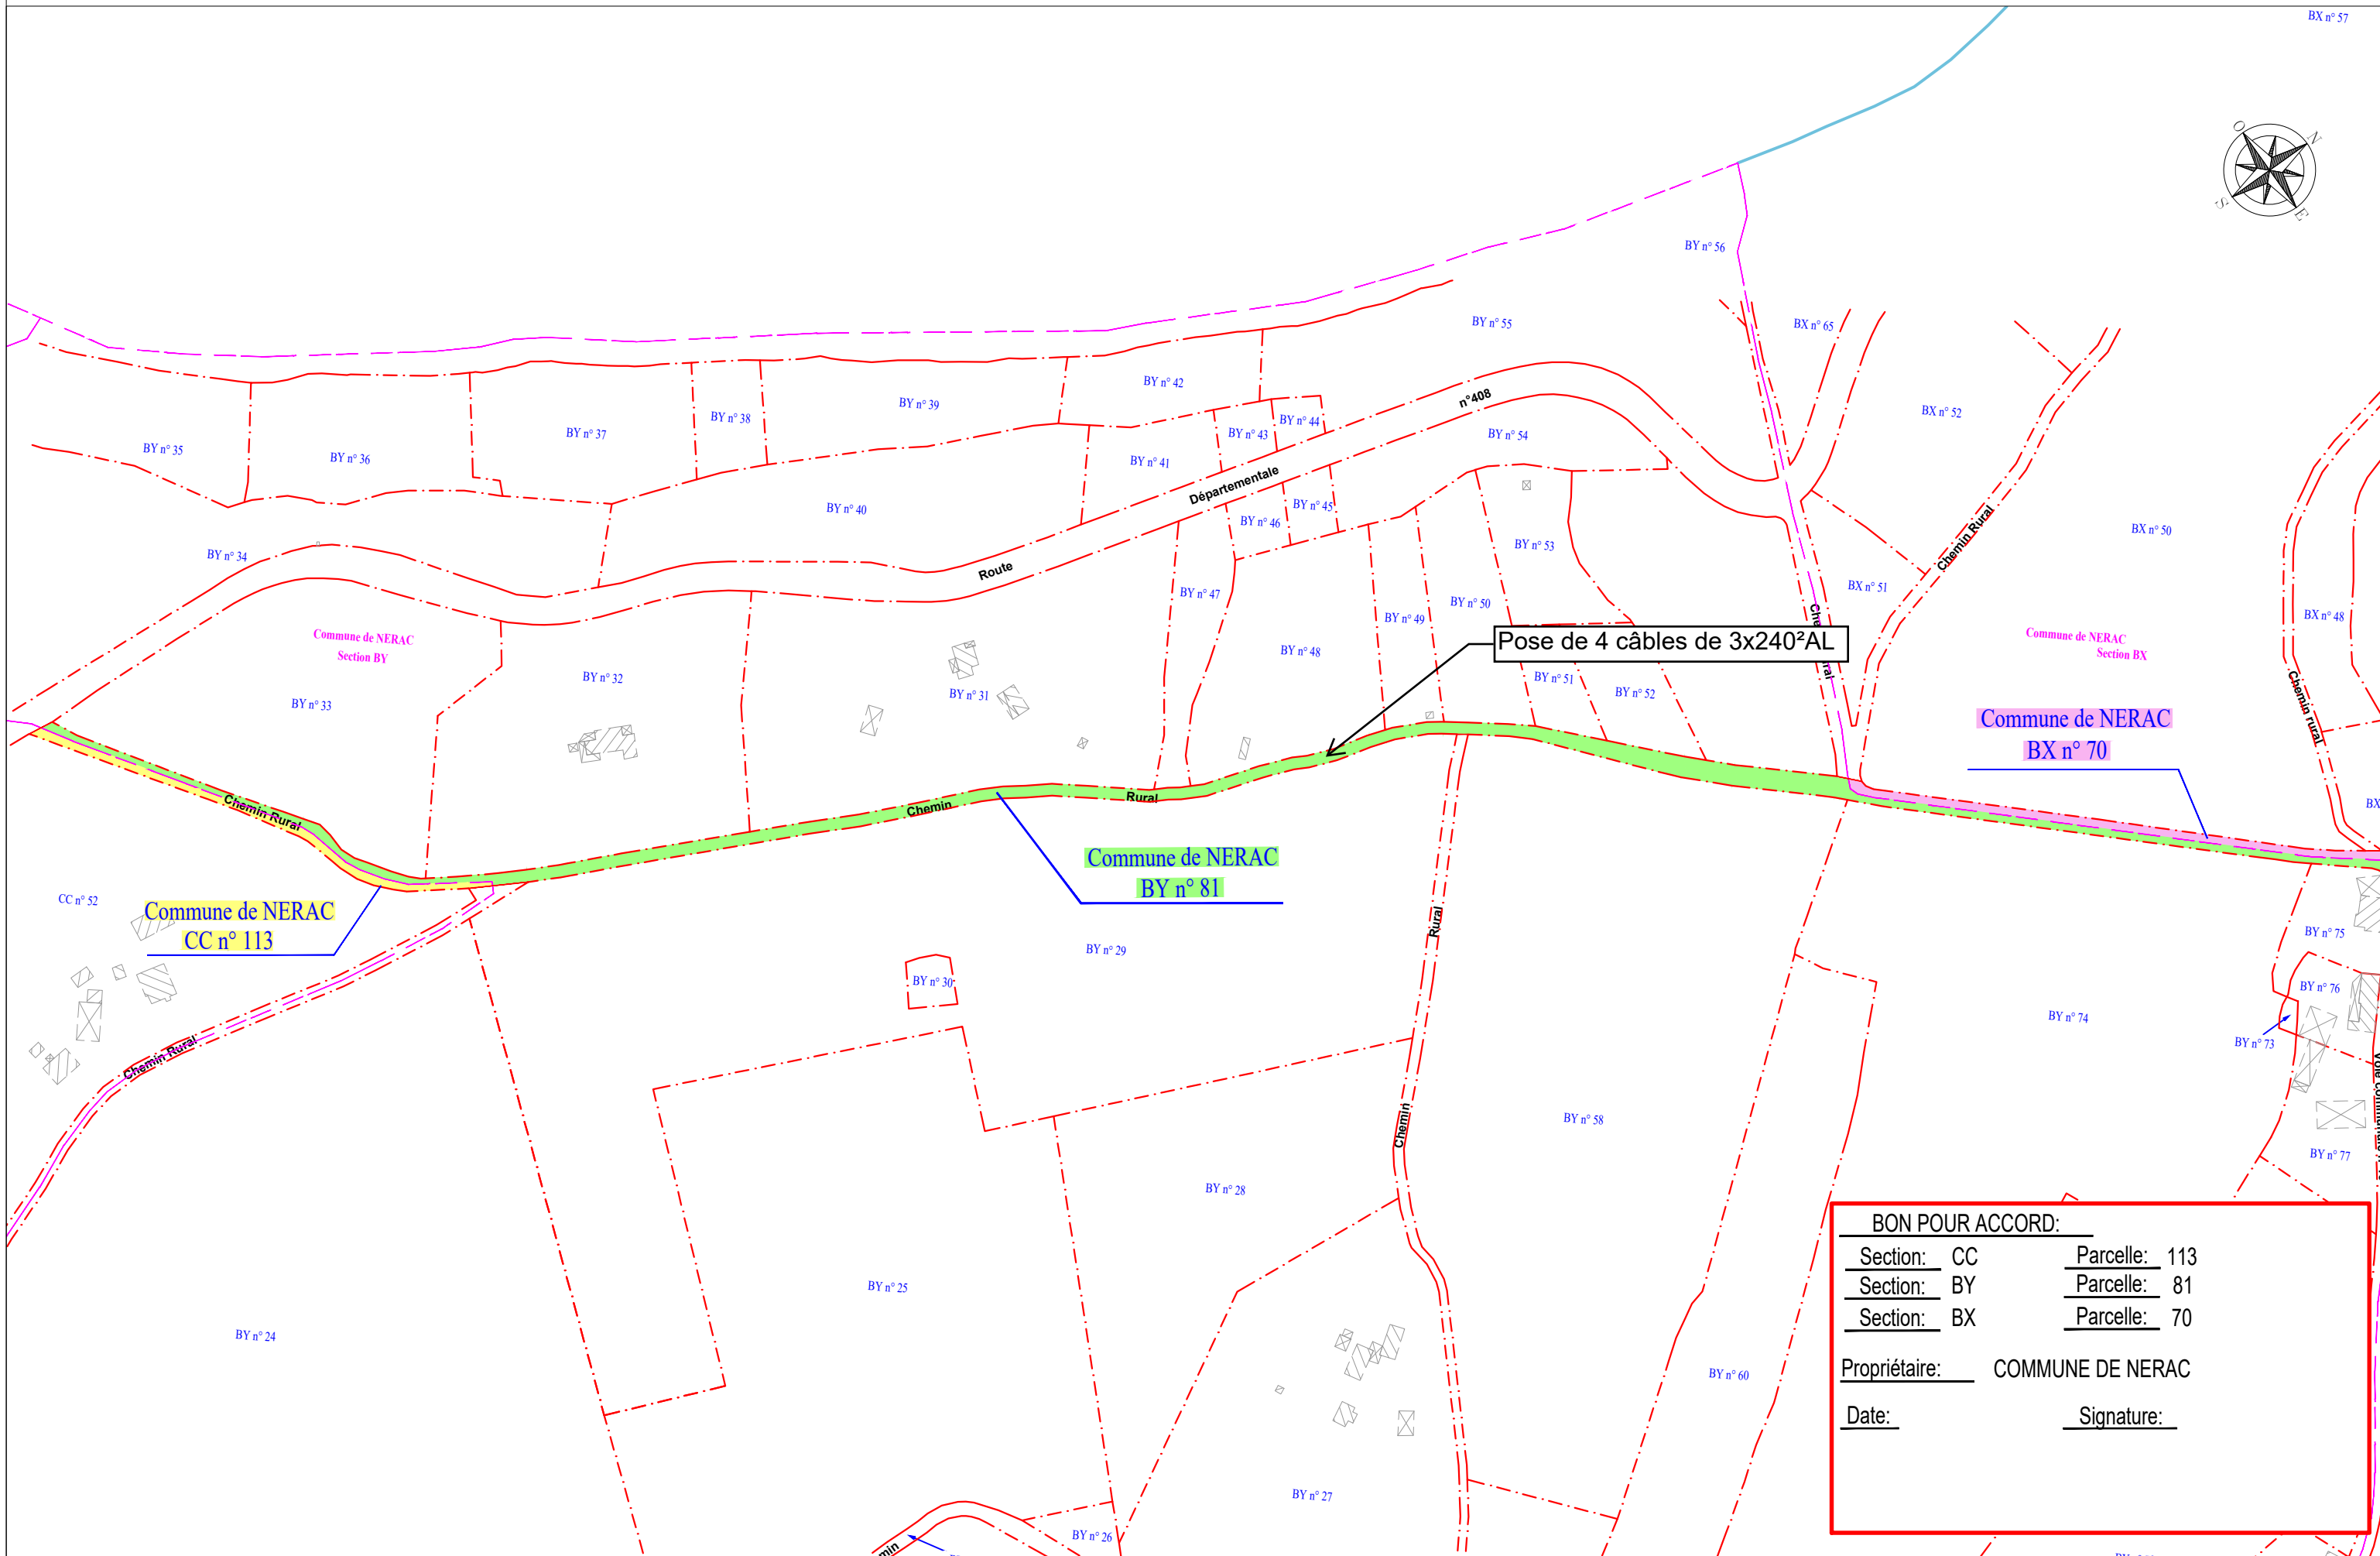 BX n° 57
O
N
S
E
BY n° 56
BY n° 55
BX n° 65
BY n° 42
BY n° 39
BY n° 38
n°408
BX n° 52
BY n° 37
BY n° 43
BY n° 44
BY n° 54
BY n° 35
BY n° 36
BY n° 41
Départementale
BY n° 40
BY n° 45
BY n° 46
BX n° 50
Chemin Rural
BY n° 34
BY n° 53
Route
BY n° 47
BX n° 51
BY n° 49
BY n° 50
BX n° 48
Commune de NERAC
Section BY
Commune de NERAC
Section BX
Pose de 4 câbles de 3x240²AL
BY n° 48
BY n° 32
BY n° 31
BY n° 51
BY n° 52
BY n° 33
Chemin rural
Commune de NERAC
BX n° 70
Chemin Rural
Chemin
Rural
Commune de NERAC
BY n° 81
CC n° 52
Commune de NERAC
CC n° 113
BY n° 29
Rural
BY n° 75
BY n° 30
BY n° 76
BY n° 74
BY n° 73
Chemin Rural
Chemin
BY n° 58
BY n° 77
BY n° 28
BY n° 25
BY n° 24
BY n° 60
BY n° 27
BY n° 26
BON POUR ACCORD:
Section: CC Parcelle: 113
Section: BY Parcelle: 81
Section: BX Parcelle: 70
Propriétaire: COMMUNE DE NERAC
Date: Signature: